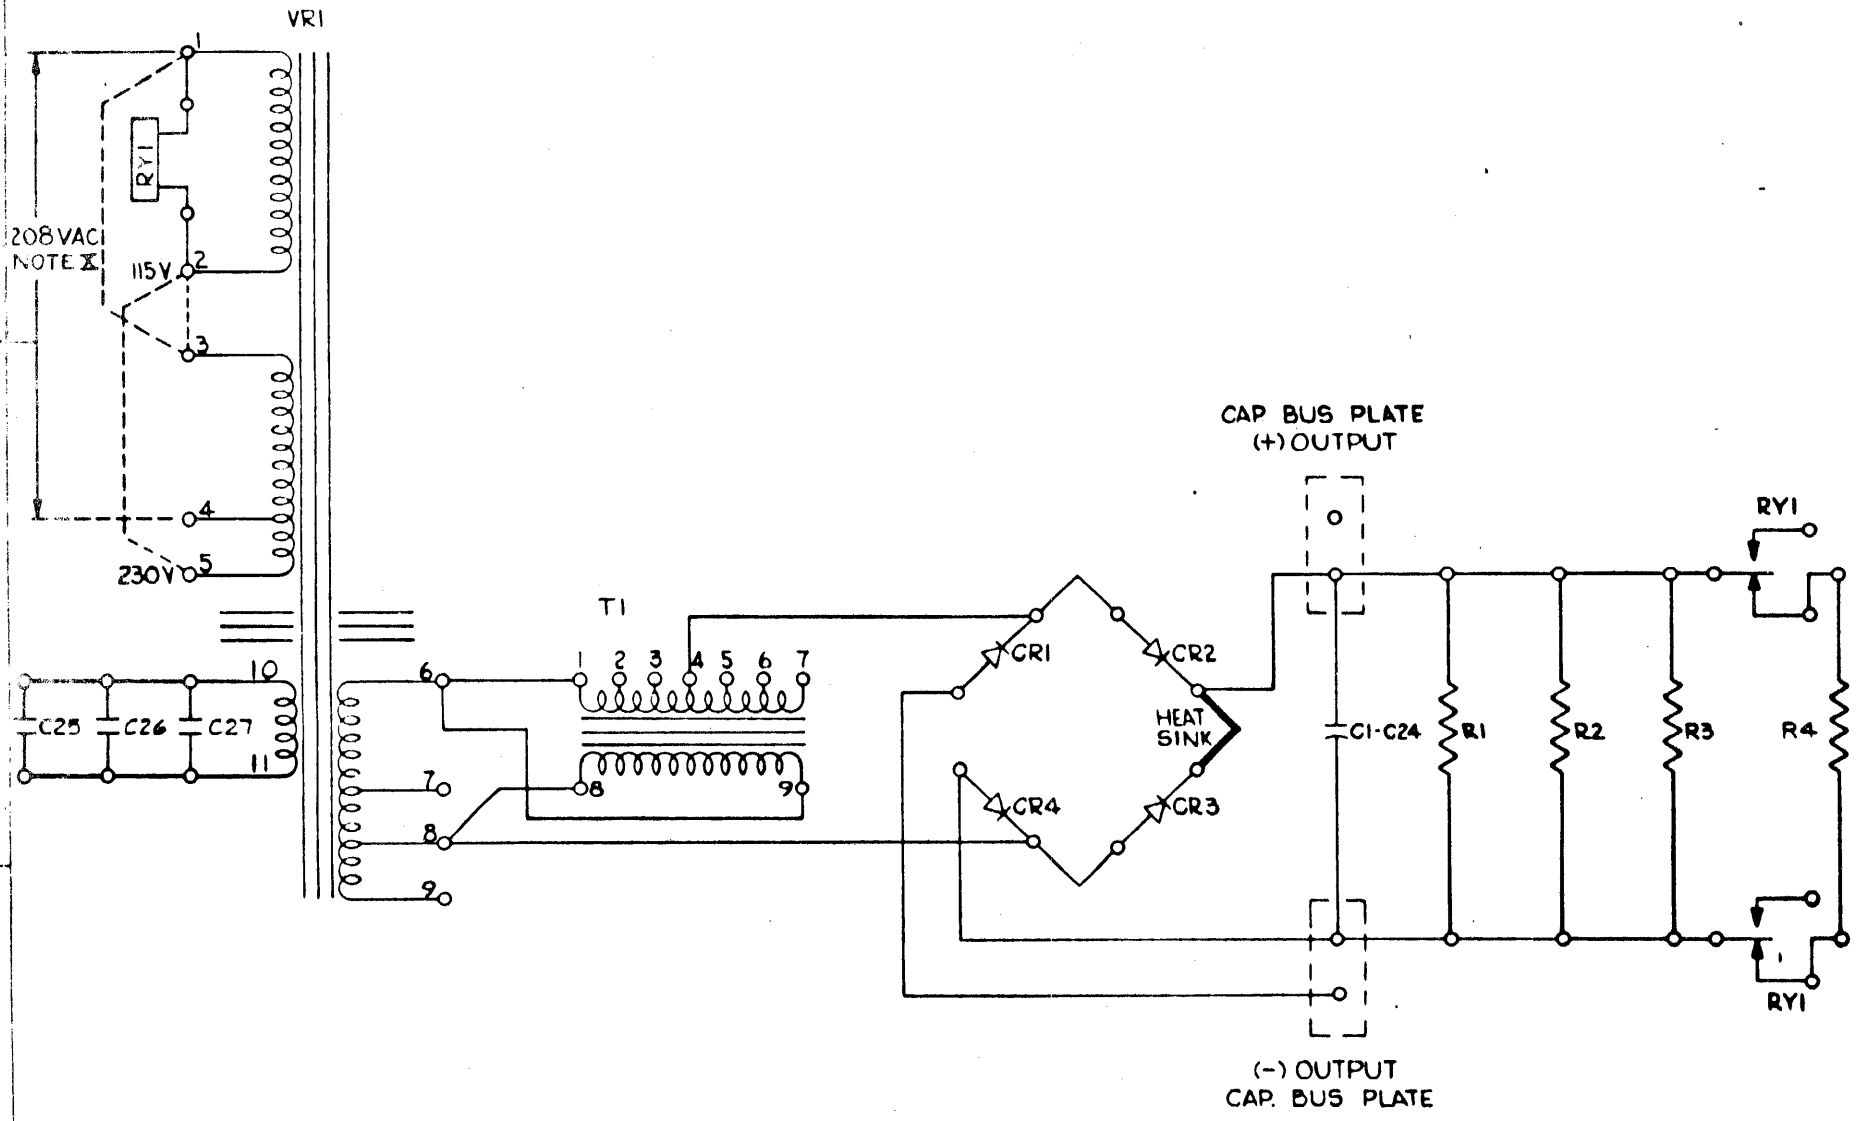 VR1
1
RY1
208 VAC
NOTE X
115V
2
3
4
230V
5
10
C25
C26
C27
11
6
7
8
9
T1
1 2 3 4 5 6 7
8
9
CR1
CR2
HEAT
SINK
CR4
CR3
CAP BUS PLATE
(+) OUTPUT
C1-C24
R1
R2
R3
R4
RY1
RY1
(-) OUTPUT
CAP. BUS PLATE